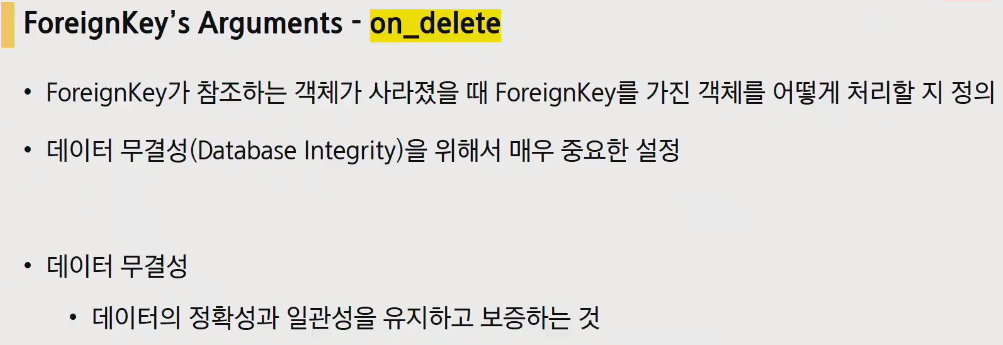 ForeignKey's Arguments - on_delete
• ForeignKey가 참조하는 객체가 사라졌을 때 ForeignKey를 가진 객체를 어떻게 처리할 지 정의
• 데이터 무결성(Database Integrity)을 위해서 매우 중요한 설정
• 데이터 무결성
• 데이터의 정확성과 일관성을 유지하고 보증하는 것